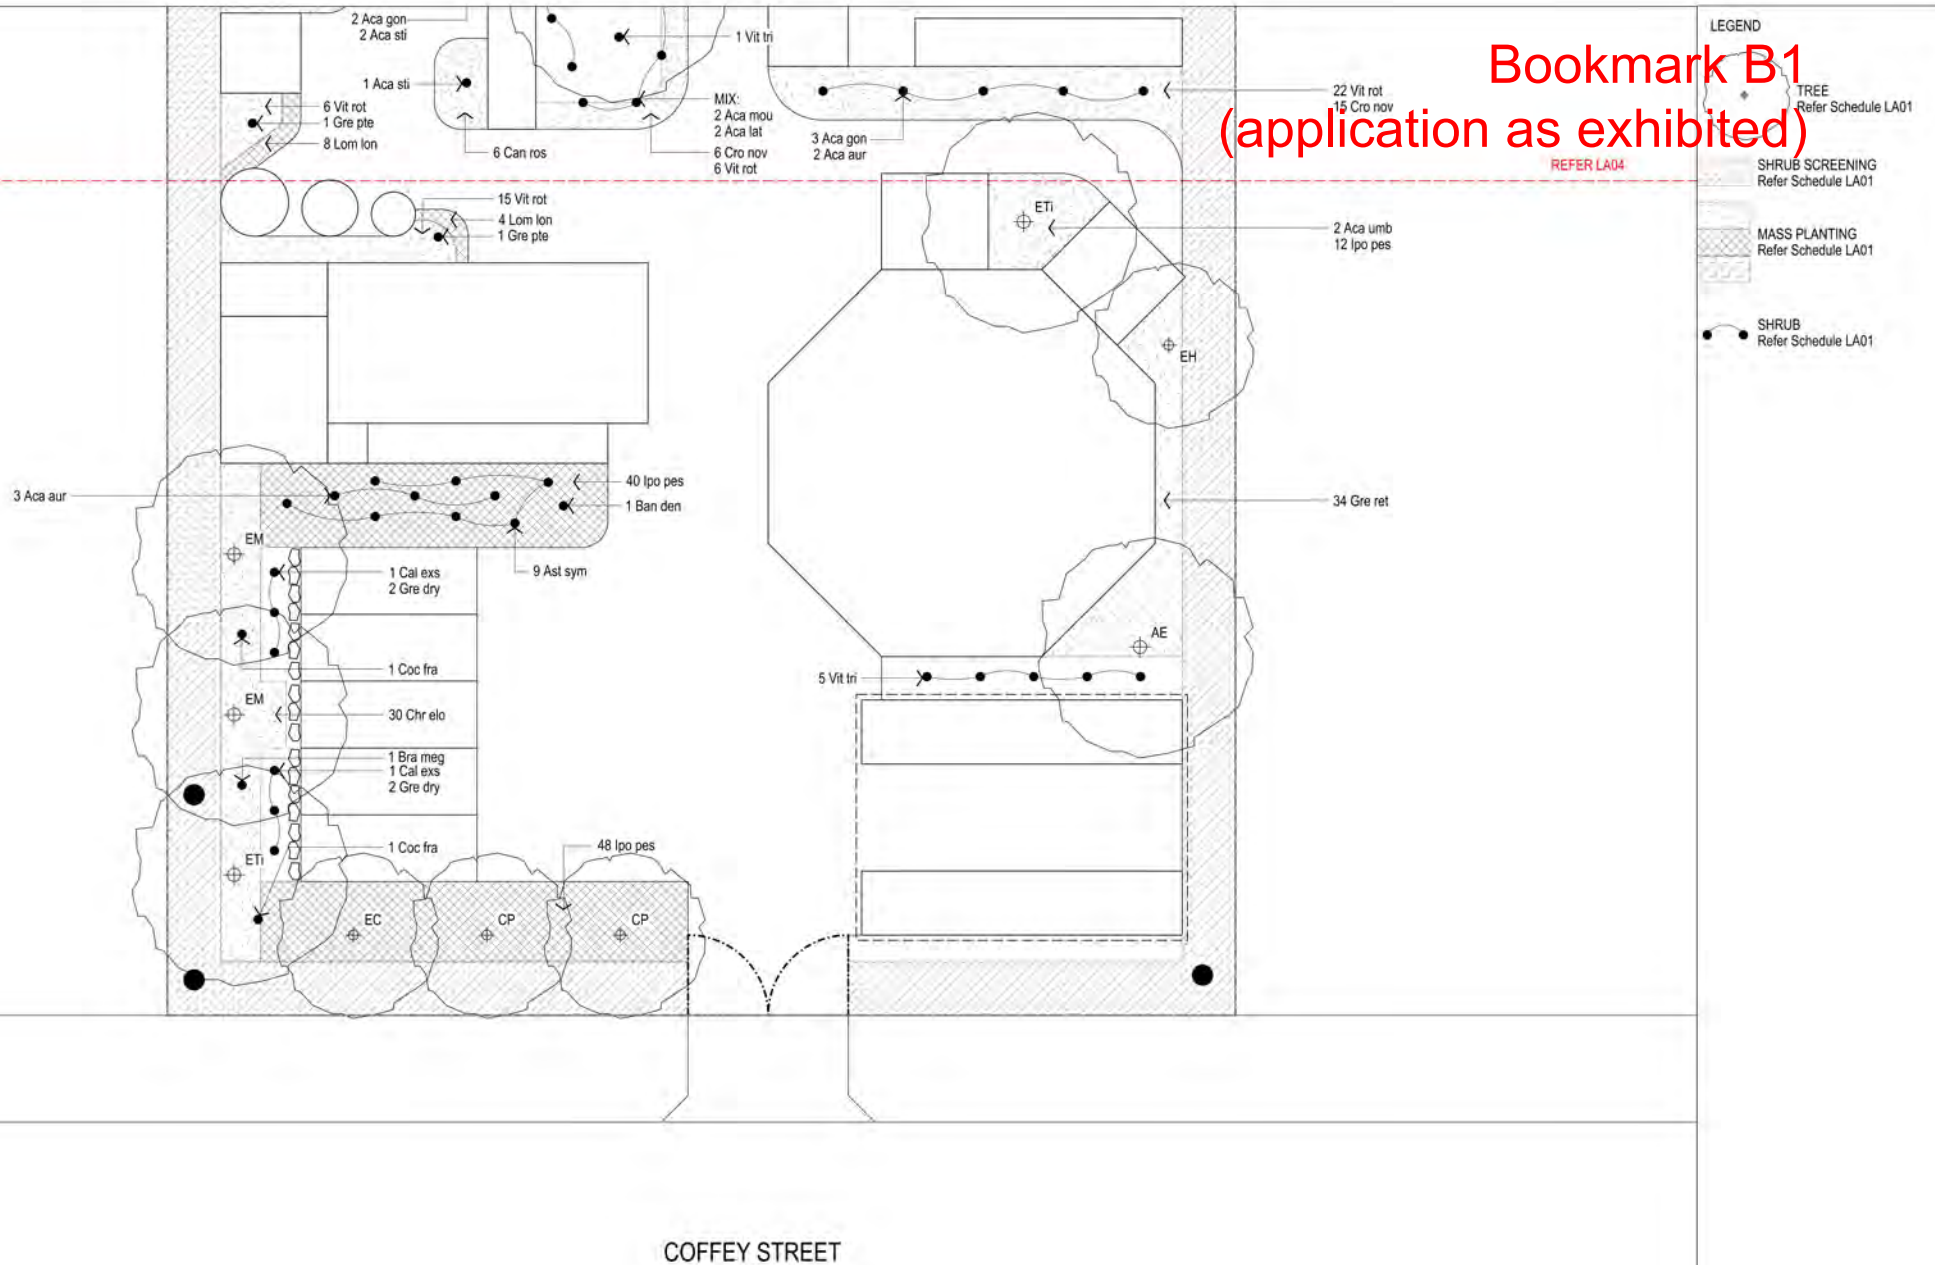 2 Aca gon
2 Aca sti
1 Aca sti
6 Vit rot
1 Gre pte
8 Lom lon
6 Can ros
1 Vit tri
MIX:
2 Aca mou
2 Aca lat
6 Cro nov
6 Vit rot
3 Aca gon
2 Aca aur
22 Vit rot
15 Cro nov
Bookmark B1
(application as exhibited)
LEGEND
TREE
Refer Schedule LA01
SHRUB SCREENING
Refer Schedule LA01
MASS PLANTING
Refer Schedule LA01
SHRUB
Refer Schedule LA01
REFER LA04
15 Vit rot
4 Lom lon
1 Gre pte
ETi
2 Aca umb
12 Ipo pes
EH
3 Aca aur
40 Ipo pes
1 Ban den
9 Ast sym
34 Gre ret
EM
1 Cal exs
2 Gre dry
1 Coc fra
AE
5 Vit tri
EM
30 Chr elo
1 Bra meg
1 Cal exs
2 Gre dry
1 Coc fra
48 Ipo pes
ETi
EC
CP
CP
COFFEY STREET